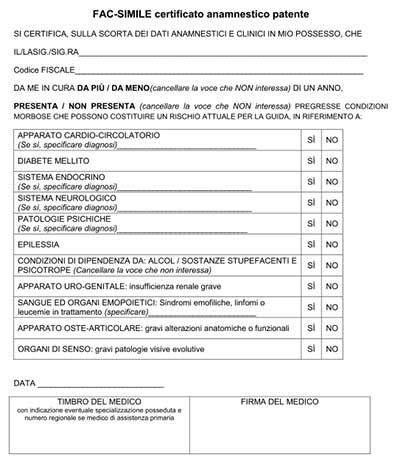 FAC-SIMILE certificato anamnestico patente
SI CERTIFICA, SULLA SCORTA DEI DATI ANAMNESTICI E CLINICI IN MIO POSSESSO, CHE
IL/LASIG./SIG.RA
Codice FISCALE
DA ME IN CURA DA PIÙ / DA MENO(cancellare la voce che NON interessa) DI UN ANNO,
PRESENTA / NON PRESENTA (cancellare la voce che NON interessa) PREGRESSE CONDIZIONI
MORBOSE CHE POSSONO COSTITUIRE UN RISCHIO ATTUALE PER LA GUIDA, IN RIFERIMENTO A:
APPARATO CARDIO-CIRCOLATORIO
(Se sì, specificare diagnosi) SÌ NO
DIABETE MELLITO SÌ NO
SISTEMA ENDOCRINO
(Se sì, specificare diagnosi) SÌ NO
SISTEMA NEUROLOGICO
(Se sì, specificare diagnosi) SÌ NO
PATOLOGIE PSICHICHE
(Se sì, specificare diagnosi) SÌ NO
EPILESSIA SÌ NO
CONDIZIONI DI DIPENDENZA DA: ALCOL / SOSTANZE STUPEFACENTI E
PSICOTROPE (Cancellare la voce che non interessa) SÌ NO
APPARATO URO-GENITALE: insufficienza renale grave SÌ NO
SANGUE ED ORGANI EMOPOIETICI: Sindromi emofiliche, linfomi o
leucemie in trattamento (specificare) SÌ NO
APPARATO OSTE-ARTICOLARE: gravi alterazioni anatomiche o funzionali SÌ NO
ORGANI DI SENSO: gravi patologie visive evolutive SÌ NO
DATA
TIMBRO DEL MEDICO
con indicazione eventuale specializzazione posseduta e
numero regionale se medico di assistenza primaria
FIRMA DEL MEDICO